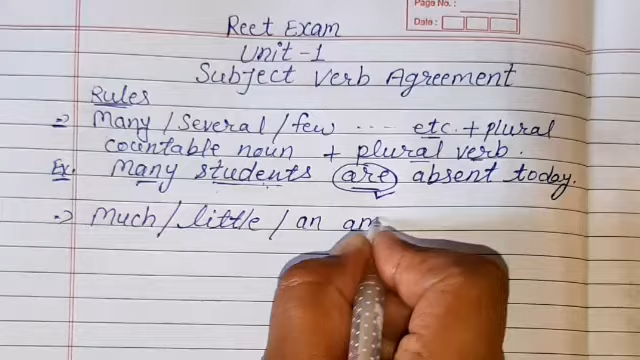 Page No.:
Date:
Reet Exam
Unit-1
Subject Verb Agreement
Rules
=> Many / Several / few .... etc. + plural
countable noun + plural verb.
Ex. Many students are absent today.
=> Much / little / an am